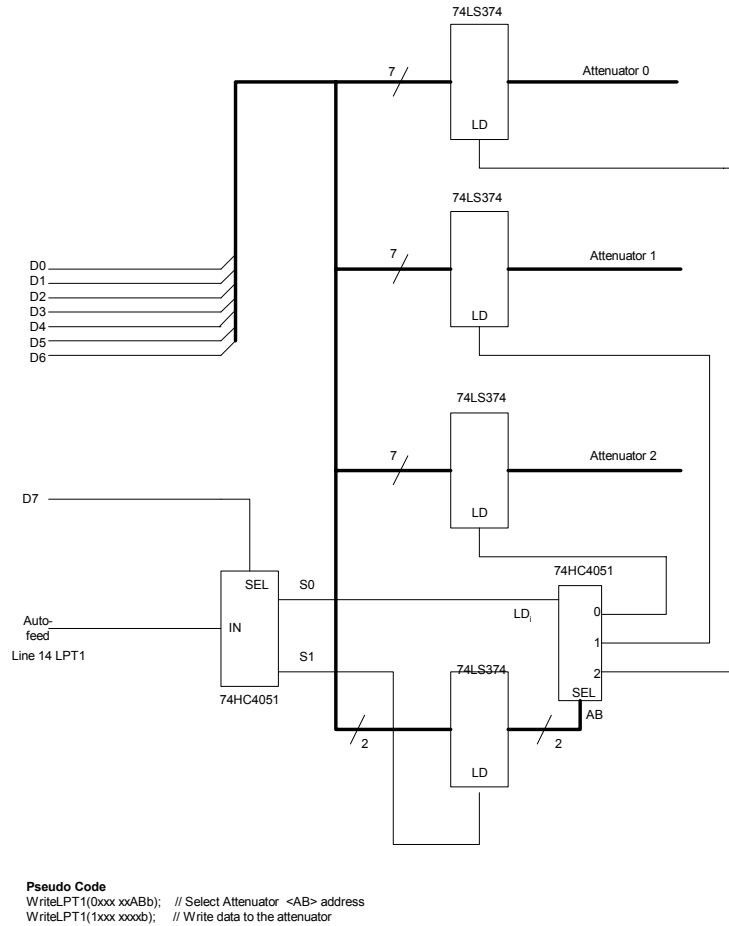 74LS374
7
Attenuator 0
LD
74LS374
7
Attenuator 1
LD
D0
D1
D2
D3
D4
D5
D6
74LS374
7
Attenuator 2
LD
D7
74HC4051
SEL
S0
0
LDi
Auto-
feed
IN
1
Line 14 LPT1
S1
74LS374
2
SEL
74HC4051
AB
2
2
LD
Pseudo Code
WriteLPT1(0xxx xxABb); // Select Attenuator <AB> address
WriteLPT1(1xxx xxxxb); // Write data to the attenuator